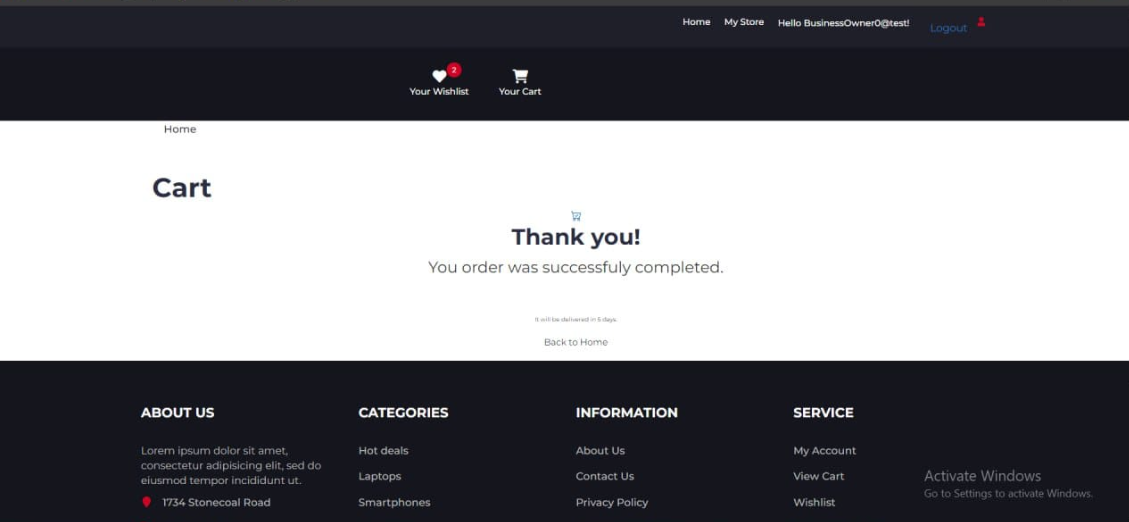 Home My Store Hello BusinessOwner0@test! Logout
2
Your Wishlist Your Cart
Home
Cart
Thank you!
You order was successfuly completed.
It will be delivered in 5 days.
Back to Home
ABOUT US CATEGORIES INFORMATION SERVICE
Lorem ipsum dolor sit amet, Hot deals About Us My Account
consectetur adipisicing elit, sed do
eiusmod tempor incididunt ut. Laptops Contact Us View Cart Activate Windows
1734 Stonecoal Road Smartphones Privacy Policy Wishlist Go to Settings to activate Windows.